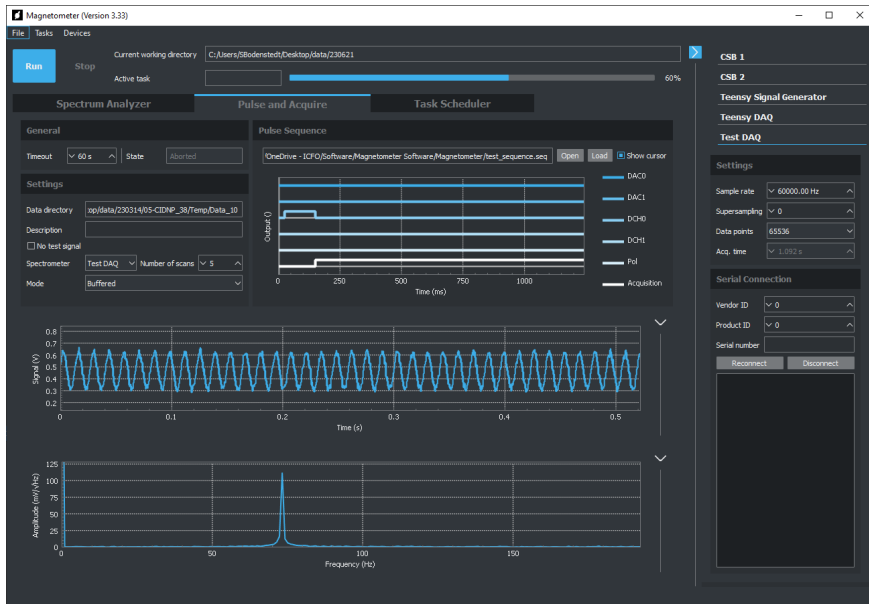 Magnetometer (Version 3.33)
File Tasks Devices
Run Stop
Current working directory C:/Users/SBodenstedt/Desktop/data/230621
Active task 60%
Spectrum Analyzer Pulse and Acquire Task Scheduler
General
Timeout 60 s State Aborted
Settings
Data directory op/data/230314/05-CIDNP_38/Temp/Data_10
Description
No test signal
Spectrometer Test DAQ Number of scans 5
Mode Buffered
Pulse Sequence
/OneDrive - ICFO/Software/Magnetometer Software/Magnetometer/test_sequence.seq Open Load Show cursor
Output ()
DAC0
DAC1
DCH0
DCH1
Pol
Acquisition
0 250 500 750 1000
Time (ms)
Signal (V)
0.8
0.7
0.6
0.5
0.4
0.3
0.2
0 0.1 0.2 0.3 0.4 0.5
Time (s)
Amplitude (mV/√Hz)
125
100
75
50
25
0
0 50 100 150
Frequency (Hz)
CSB 1
CSB 2
Teensy Signal Generator
Teensy DAQ
Test DAQ
Settings
Sample rate 60000.00 Hz
Supersampling 0
Data points 65536
Acq. time 1.092 s
Serial Connection
Vendor ID 0
Product ID 0
Serial number
Reconnect Disconnect